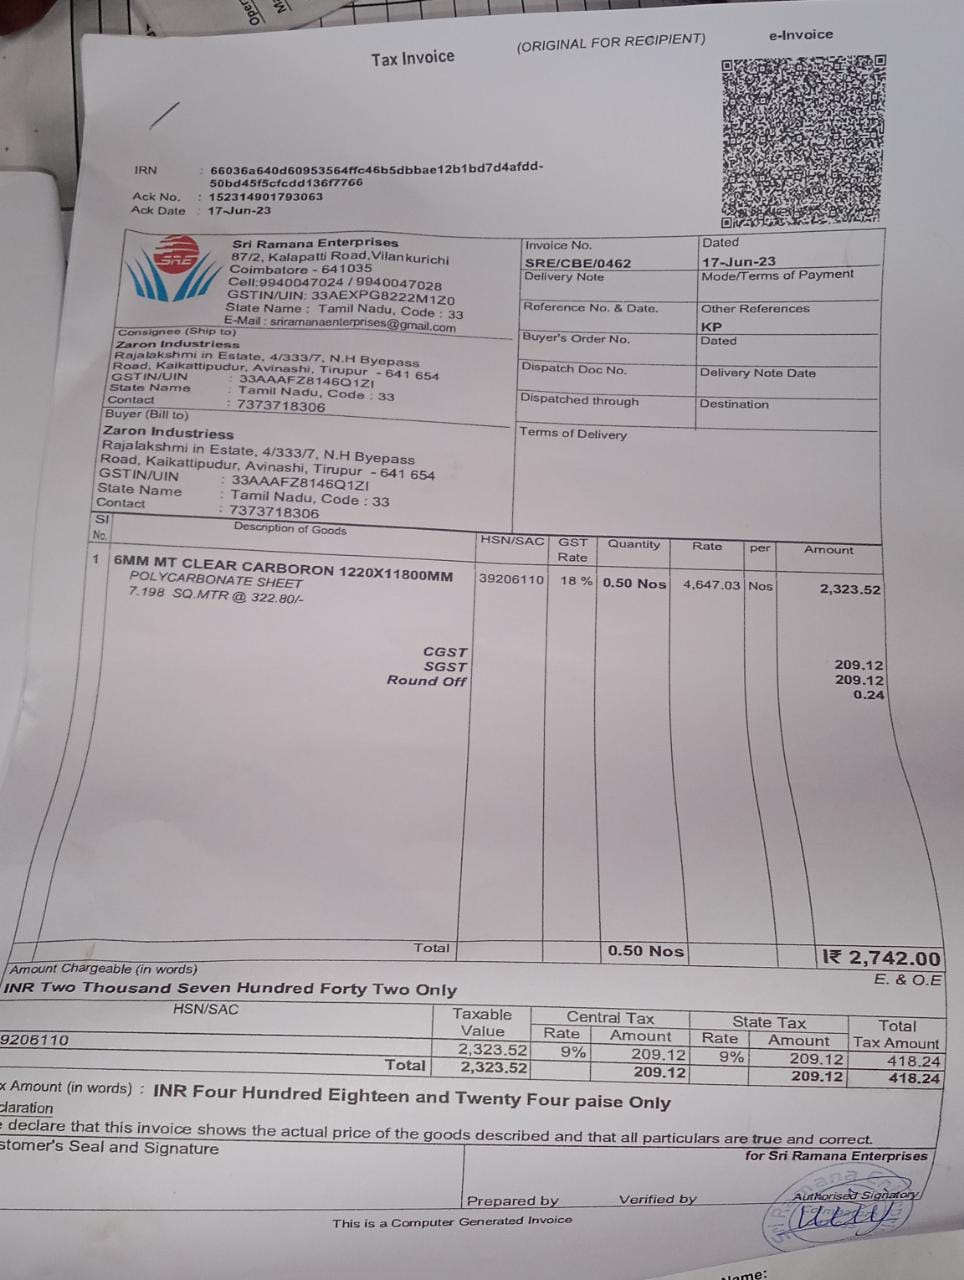 Tax Invoice
(ORIGINAL FOR RECIPIENT)
e-Invoice
IRN : 66036a640d60953564ffc46b5dbbae12b1bd7d4afdd-
50bd45f5cfcdd136f7766
Ack No. : 152314901793063
Ack Date : 17-Jun-23
SRE
Sri Ramana Enterprises
87/2, Kalapatti Road,Vilankurichi
Coimbatore - 641035
Cell:9940047024 / 9940047028
GSTIN/UIN: 33AEXPG8222M1Z0
State Name : Tamil Nadu, Code : 33
E-Mail : sriramanaenterprises@gmail.com
Consignee (Ship to)
Zaron Industriess
Rajalakshmi in Estate, 4/333/7, N.H Byepass
Road, Kaikattipudur, Avinashi, Tirupur - 641 654
GSTIN/UIN : 33AAAFZ8146Q1ZI
State Name : Tamil Nadu, Code : 33
Contact : 7373718306
Buyer (Bill to)
Zaron Industriess
Rajalakshmi in Estate, 4/333/7, N.H Byepass
Road, Kaikattipudur, Avinashi, Tirupur - 641 654
GSTIN/UIN : 33AAAFZ8146Q1ZI
State Name : Tamil Nadu, Code : 33
Contact : 7373718306
Invoice No. Dated
SRE/CBE/0462 17-Jun-23
Delivery Note Mode/Terms of Payment
Reference No. & Date. Other References
KP
Buyer's Order No. Dated
Dispatch Doc No. Delivery Note Date
Dispatched through Destination
Terms of Delivery
SI No. Description of Goods HSN/SAC GST Rate Quantity Rate per Amount
1 6MM MT CLEAR CARBORON 1220X11800MM 39206110 18 % 0.50 Nos 4,647.03 Nos 2,323.52
POLYCARBONATE SHEET
7.198 SQ.MTR @ 322.80/-
CGST 209.12
SGST 209.12
Round Off 0.24
Total 0.50 Nos I₹ 2,742.00
Amount Chargeable (in words) E. & O.E
INR Two Thousand Seven Hundred Forty Two Only
HSN/SAC Taxable Value Central Tax State Tax Total Tax Amount
Rate Amount Rate Amount
9206110 2,323.52 9% 209.12 9% 209.12 418.24
Total 2,323.52 209.12 209.12 418.24
x Amount (in words) : INR Four Hundred Eighteen and Twenty Four paise Only
claration
declare that this invoice shows the actual price of the goods described and that all particulars are true and correct.
stomer's Seal and Signature
for Sri Ramana Enterprises
Prepared by Verified by Authorised Signatory
This is a Computer Generated Invoice